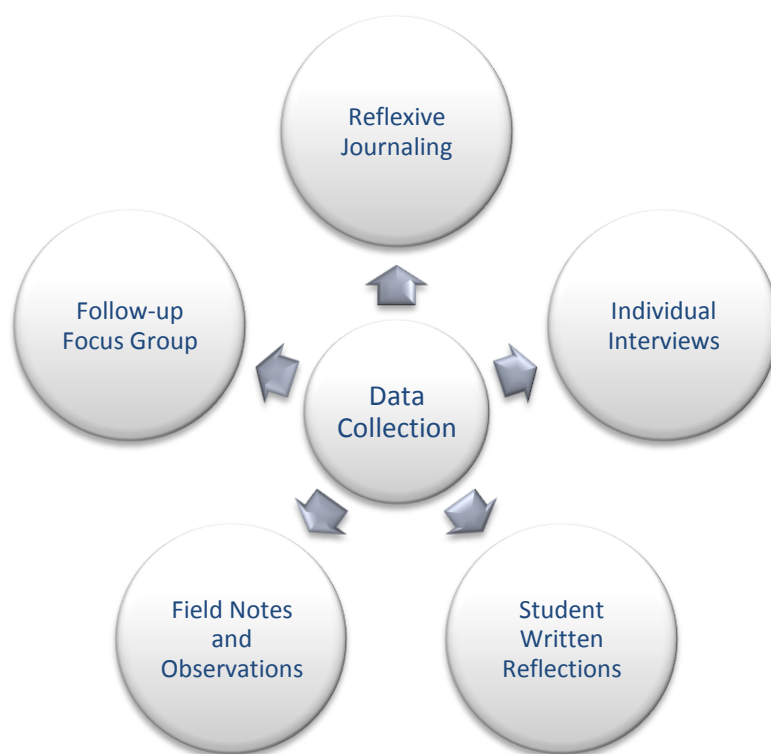 Reflexive
Journaling
Follow-up
Focus Group
Individual
Interviews
Data
Collection
Field Notes
and
Observations
Student
Written
Reflections